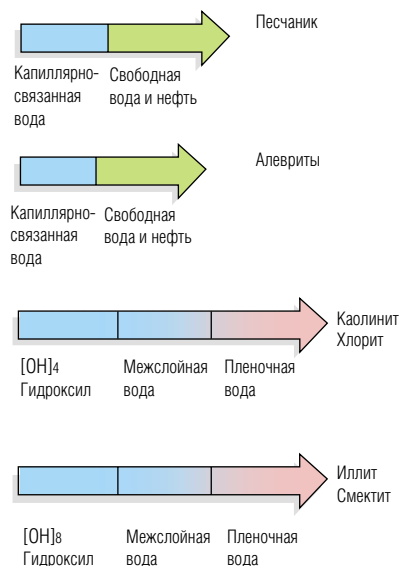 Песчаник
Капиллярно-
связанная
вода
Свободная
вода и нефть
Алевриты
Капиллярно-
связанная
вода
Свободная
вода и нефть
Каолинит
Хлорит
[OH]4
Гидроксил
Межслойная
вода
Пленочная
вода
Иллит
Смектит
[OH]8
Гидроксил
Межслойная
вода
Пленочная
вода